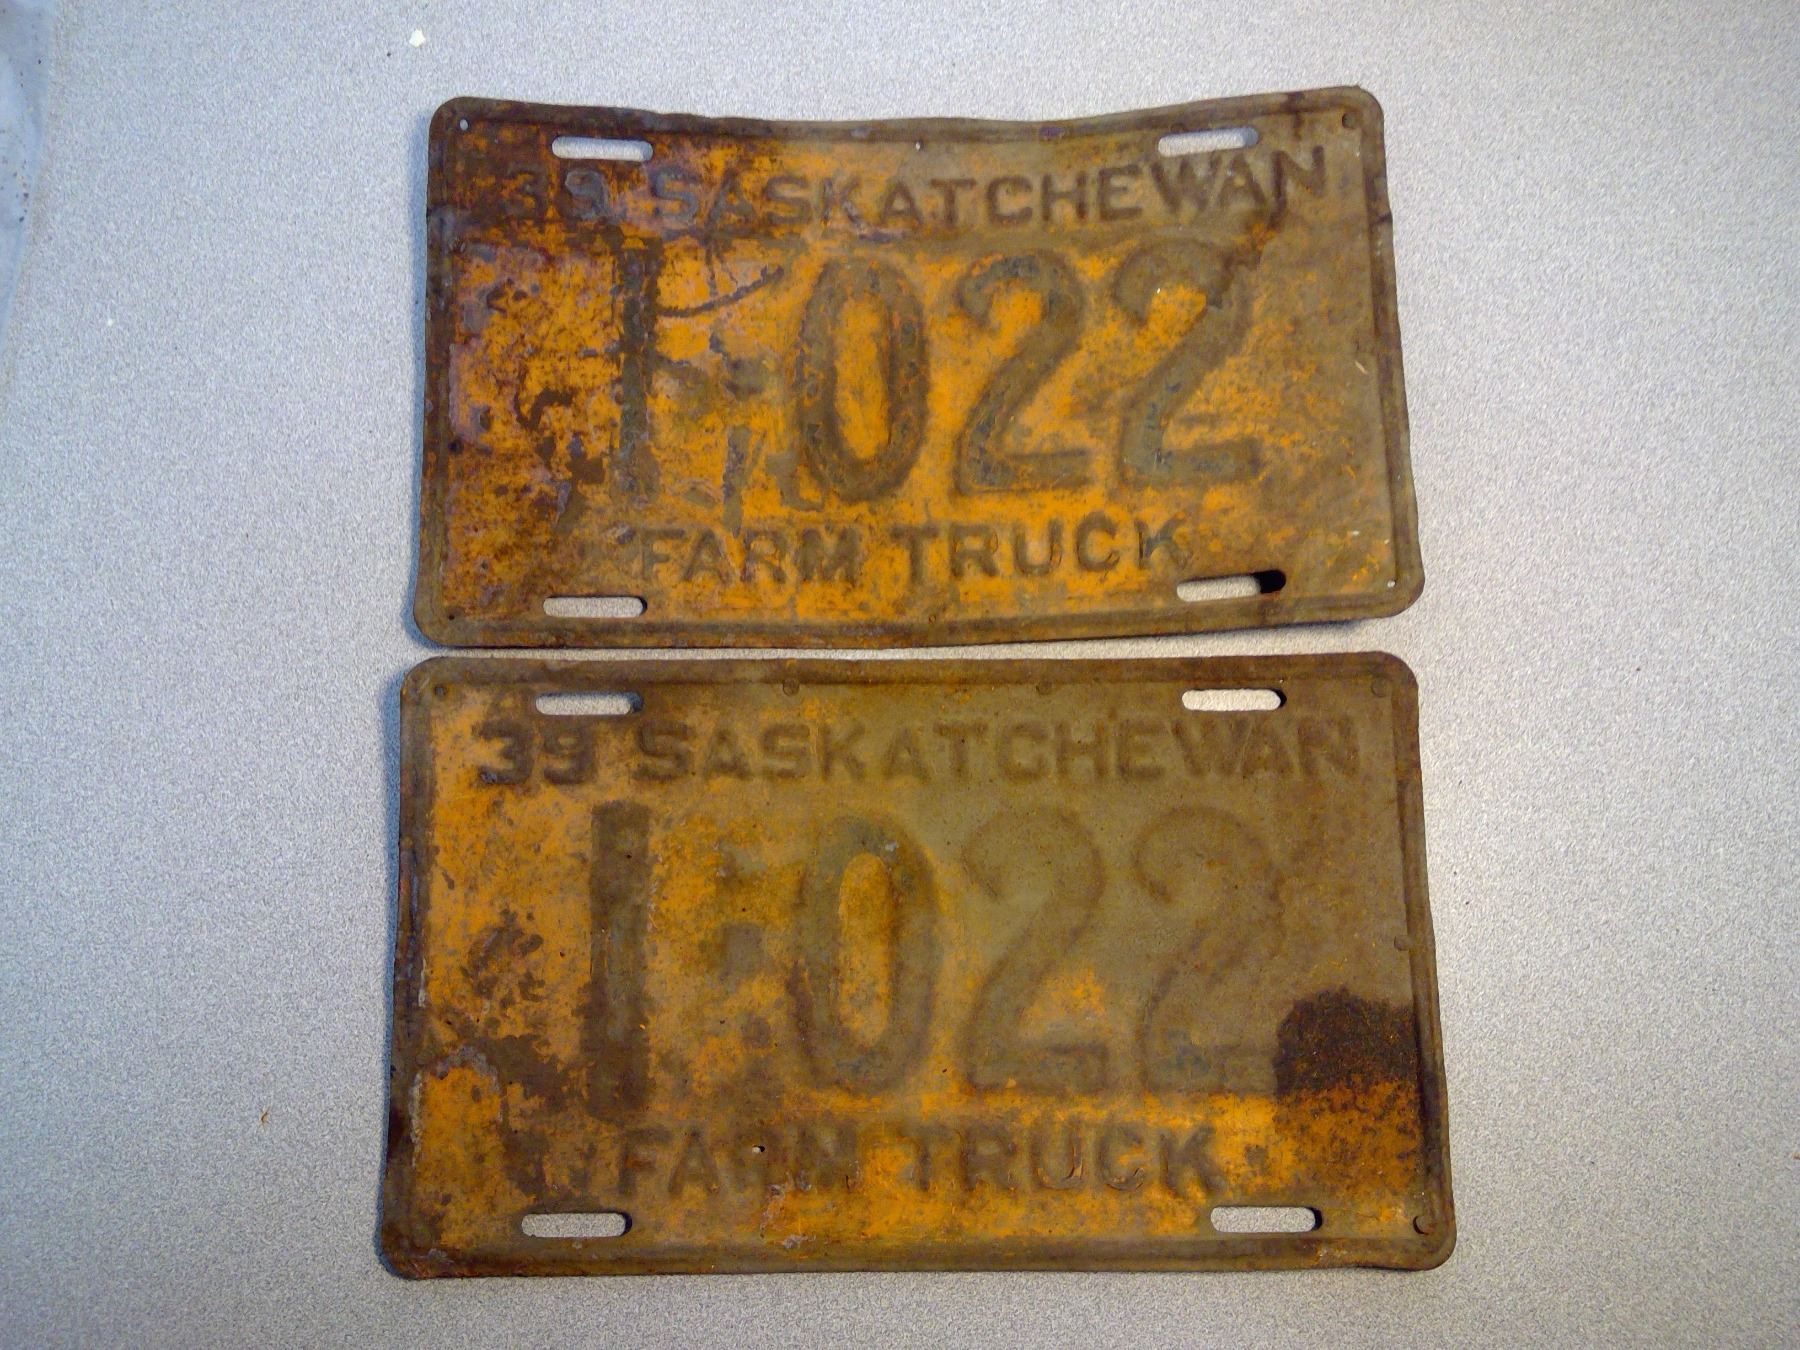 39 SASKATCHEWAN
1-022
FARM TRUCK
39 SASKATCHEWAN
1-022
FARM TRUCK